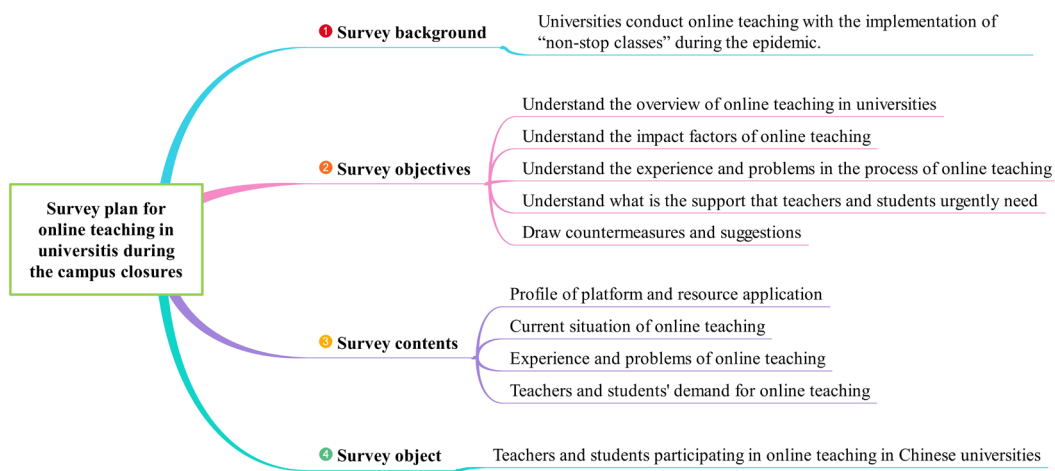 Survey plan for
online teaching in
universitis during
the campus closures
1 Survey background
Universities conduct online teaching with the implementation of
“non-stop classes” during the epidemic.
2 Survey objectives
Understand the overview of online teaching in universities
Understand the impact factors of online teaching
Understand the experience and problems in the process of online teaching
Understand what is the support that teachers and students urgently need
Draw countermeasures and suggestions
3 Survey contents
Profile of platform and resource application
Current situation of online teaching
Experience and problems of online teaching
Teachers and students' demand for online teaching
4 Survey object
Teachers and students participating in online teaching in Chinese universities